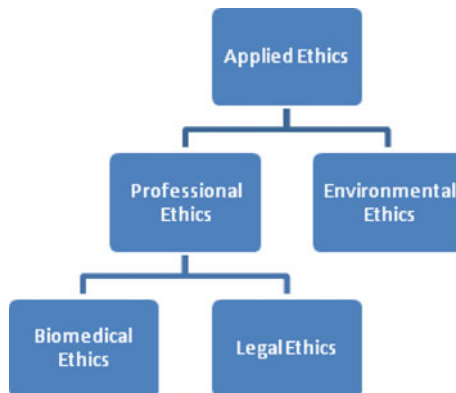 Applied Ethics
Professional
Ethics
Environmental
Ethics
Biomedical
Ethics
Legal Ethics